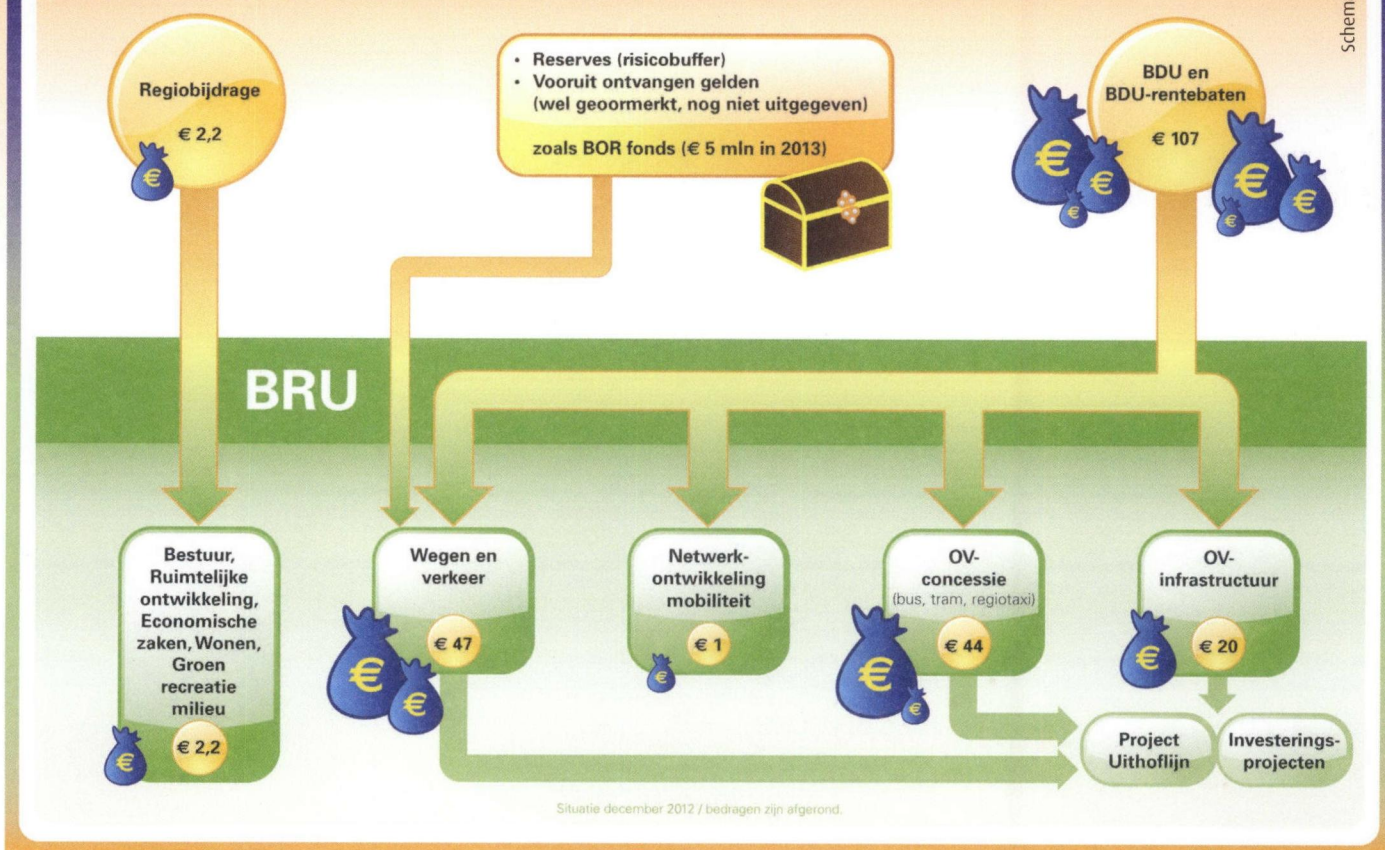 Schem
Regiobijdrage
€ 2,2
€
• Reserves (risicobuffer)
• Vooruit ontvangen gelden
(wel geoormerkt, nog niet uitgegeven)
zoals BOR fonds (€ 5 mln in 2013)
BDU en
BDU-rentebaten
€ 107
€
€
€
€
€
€
BRU
Bestuur,
Ruimtelijke
ontwikkeling,
Economische
zaken, Wonen,
Groen
recreatie
milieu
€ 2,2
€
Wegen en
verkeer
€ 47
€
€
Netwerk-
ontwikkeling
mobiliteit
€ 1
€
OV-
concessie
(bus, tram, regiotaxi)
€ 44
€
€
OV-
infrastructuur
€ 20
€
Project
Uithoflijn
Investerings-
projecten
Situatie december 2012 / bedragen zijn afgerond.